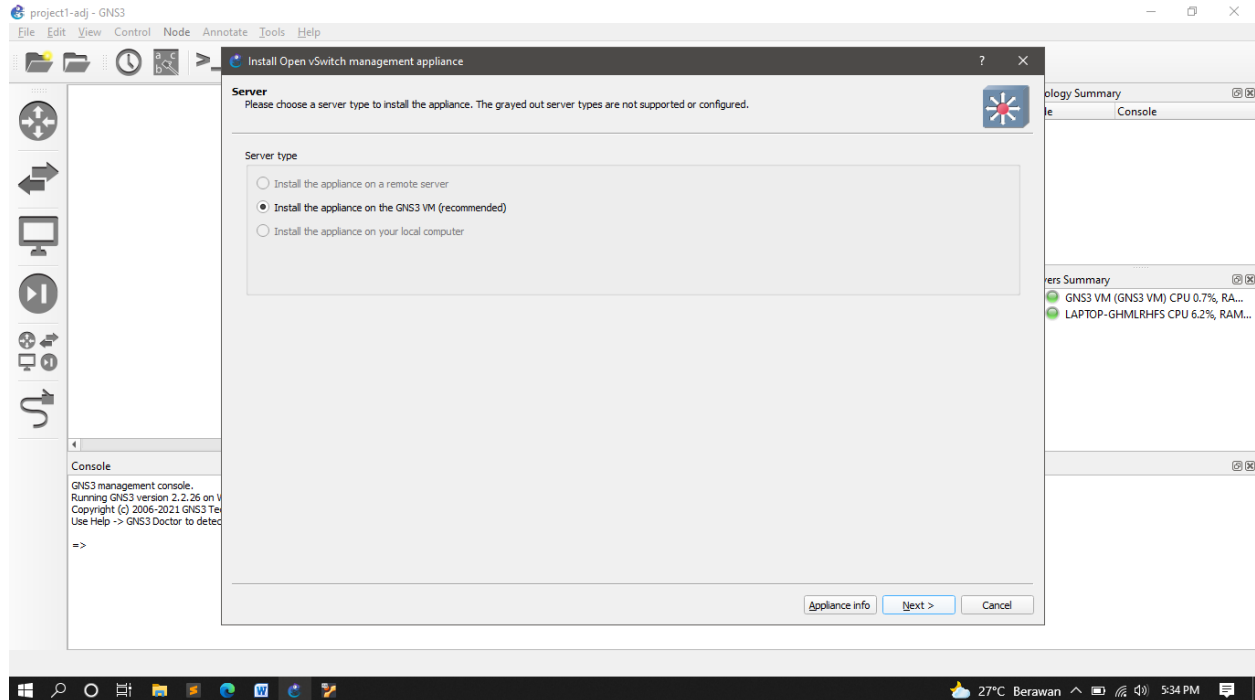 project1-adj - GNS3
File Edit View Control Node Annotate Tools Help
Install Open vSwitch management appliance
Server
Please choose a server type to install the appliance. The grayed out server types are not supported or configured.
Server type
Install the appliance on a remote server
Install the appliance on the GNS3 VM (recommended)
Install the appliance on your local computer
Appliance info
Next >
Cancel
ology Summary
Console
ers Summary
GNS3 VM (GNS3 VM) CPU 0.7%, RA...
LAPTOP-GHMLRHFS CPU 6.2%, RAM...
Console
GNS3 management console.
Running GNS3 version 2.2.26 on
Copyright (c) 2006-2021 GNS3 Te
Use Help -> GNS3 Doctor to detec
=>
27°C Berawan
5:34 PM